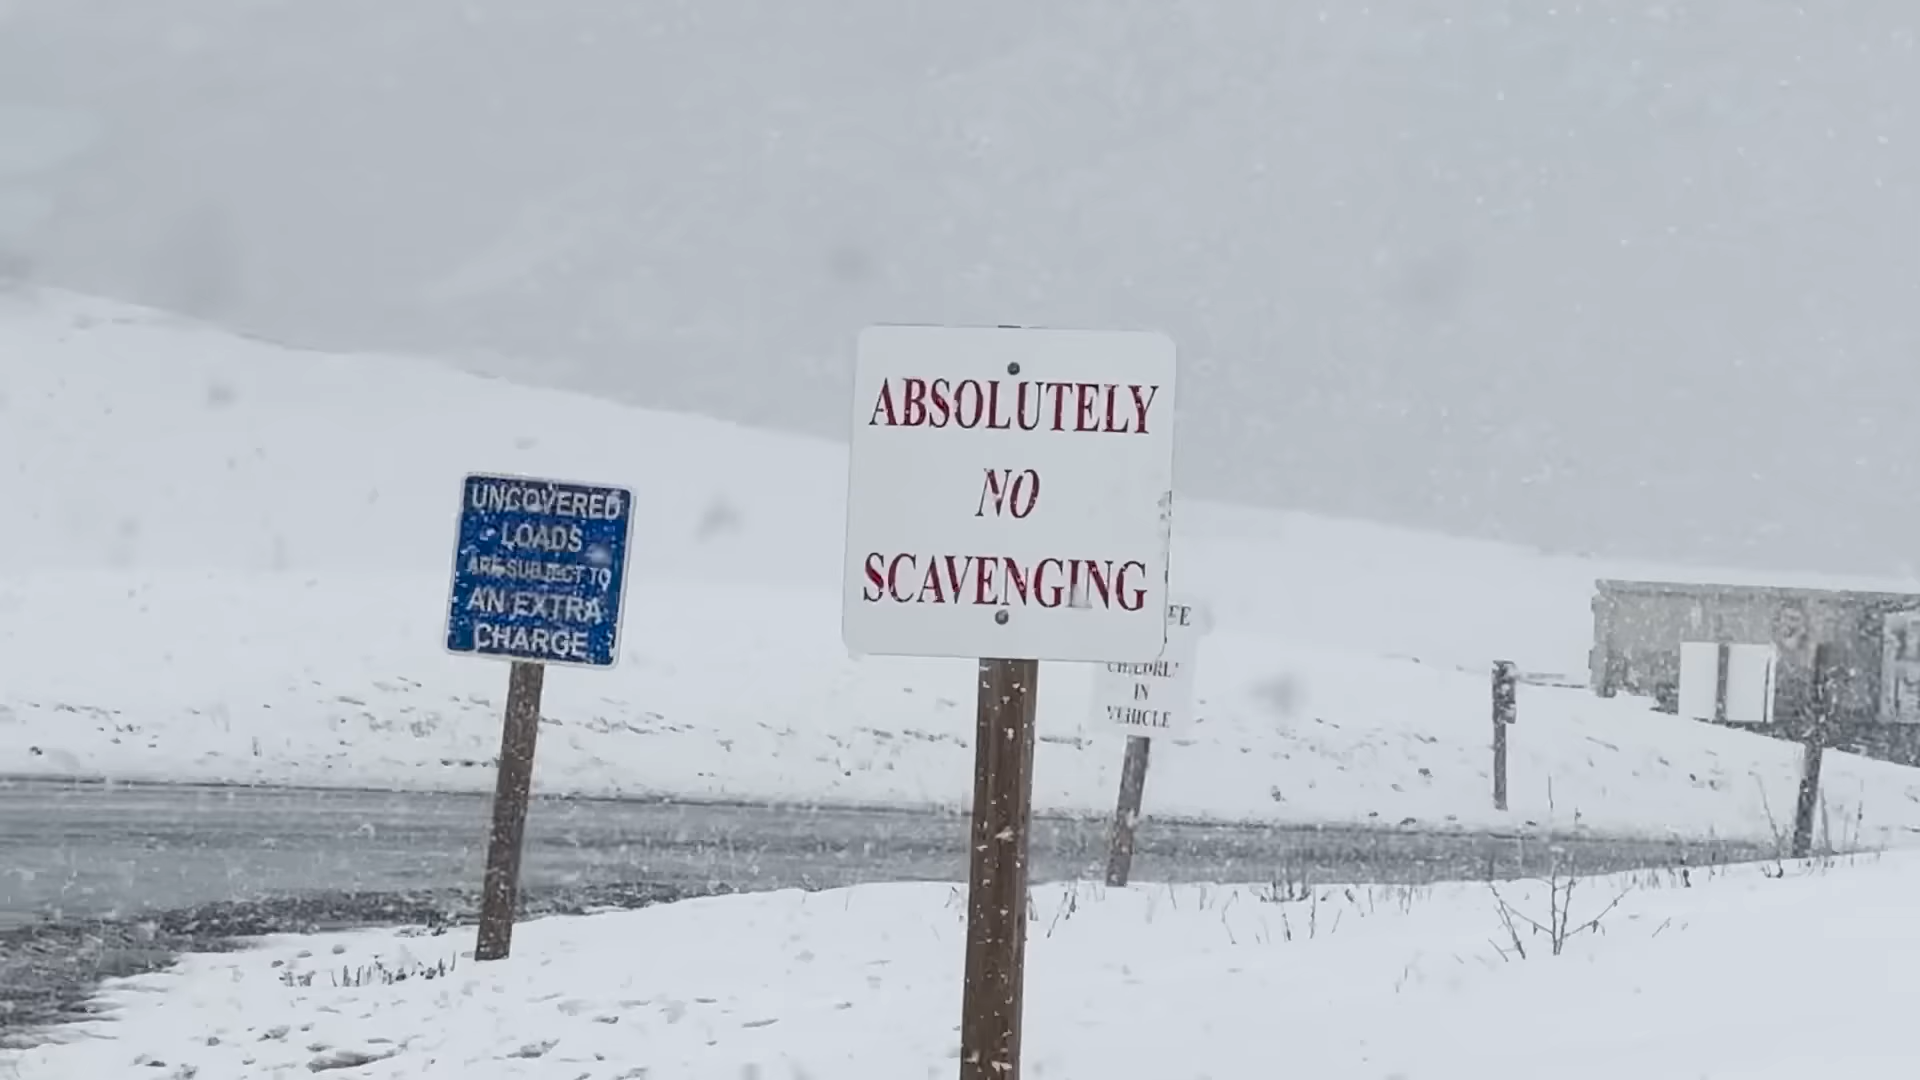 UNCOVERED
LOADS
ARE SUBJECT TO
AN EXTRA
CHARGE
ABSOLUTELY
NO
SCAVENGING
IN
VEHICLE